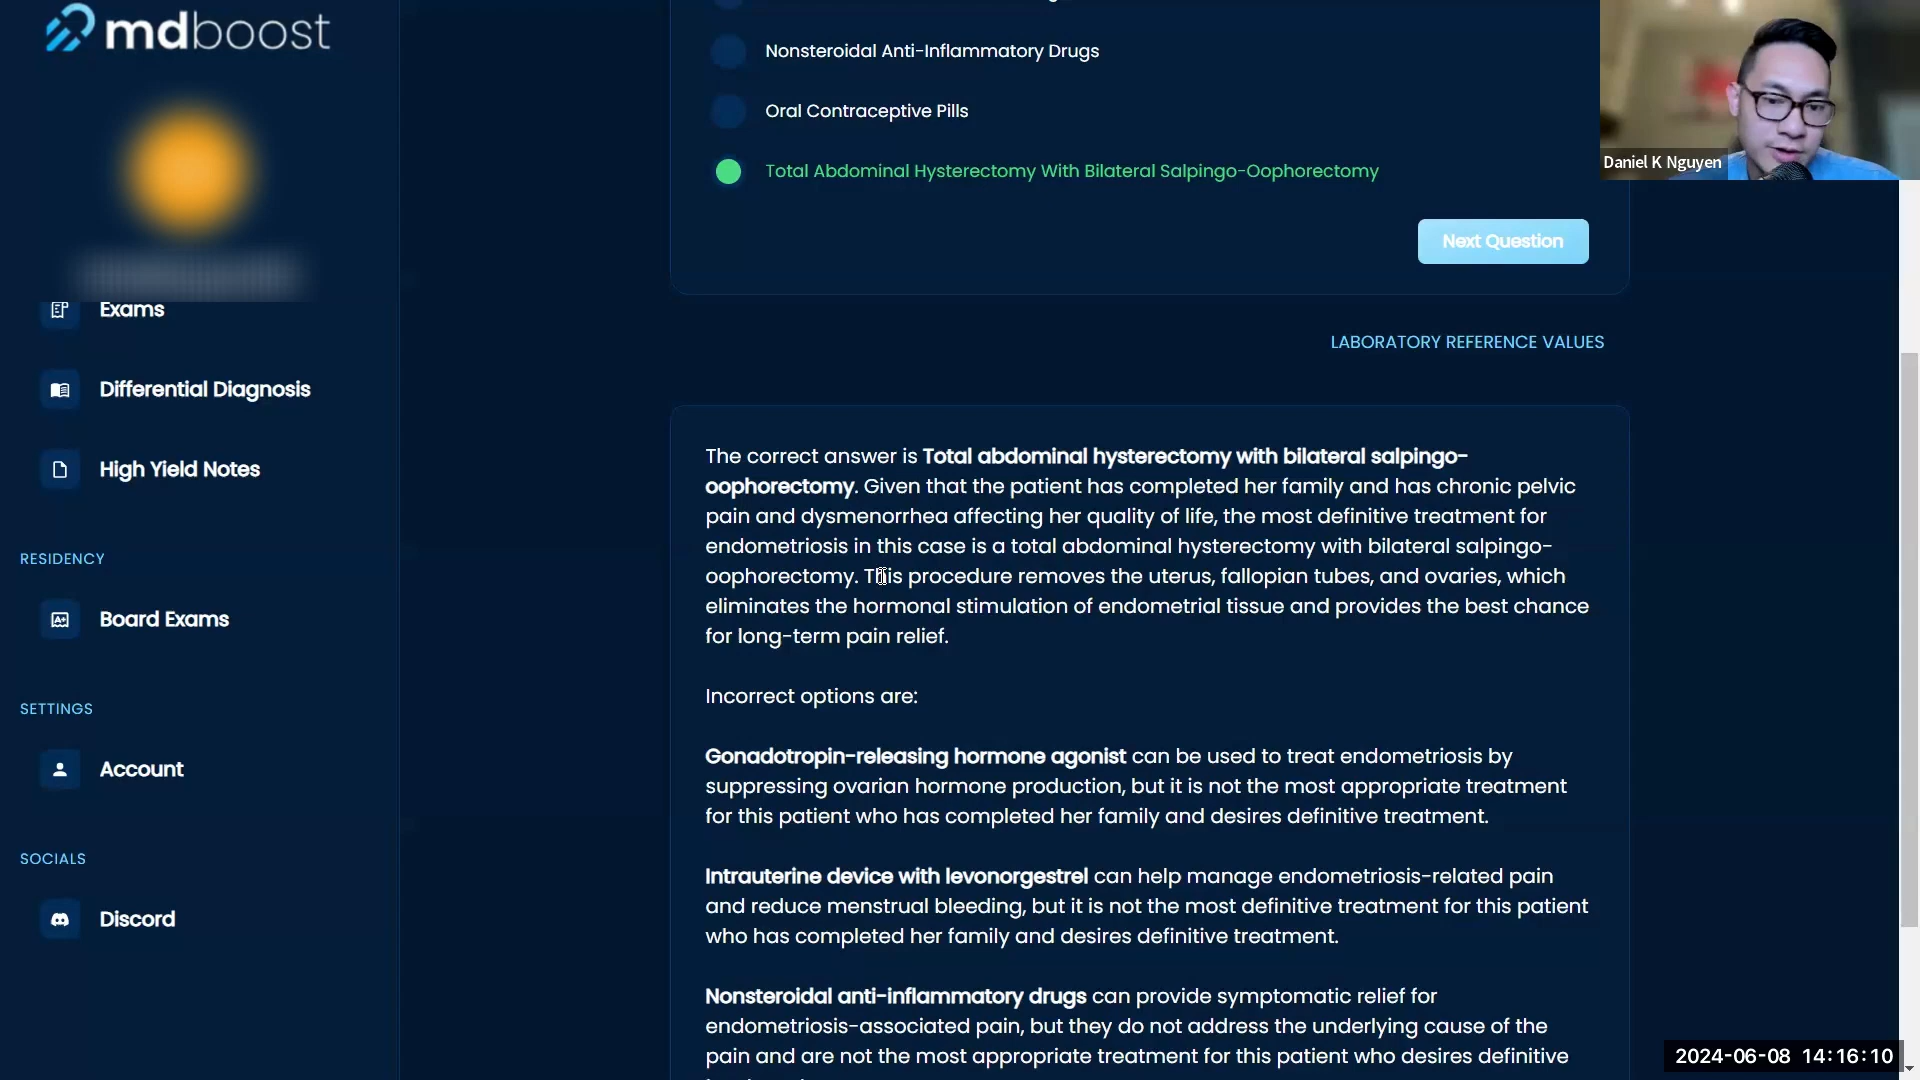 mdboost
Exams
Differential Diagnosis
High Yield Notes
RESIDENCY
Board Exams
SETTINGS
Account
SOCIALS
Discord
Nonsteroidal Anti-Inflammatory Drugs
Oral Contraceptive Pills
Total Abdominal Hysterectomy With Bilateral Salpingo-Oophorectomy
Next Question
LABORATORY REFERENCE VALUES
The correct answer is Total abdominal hysterectomy with bilateral salpingo-
oophorectomy. Given that the patient has completed her family and has chronic pelvic
pain and dysmenorrhea affecting her quality of life, the most definitive treatment for
endometriosis in this case is a total abdominal hysterectomy with bilateral salpingo-
oophorectomy. This procedure removes the uterus, fallopian tubes, and ovaries, which
eliminates the hormonal stimulation of endometrial tissue and provides the best chance
for long-term pain relief.
Incorrect options are:
Gonadotropin-releasing hormone agonist can be used to treat endometriosis by
suppressing ovarian hormone production, but it is not the most appropriate treatment
for this patient who has completed her family and desires definitive treatment.
Intrauterine device with levonorgestrel can help manage endometriosis-related pain
and reduce menstrual bleeding, but it is not the most definitive treatment for this patient
who has completed her family and desires definitive treatment.
Nonsteroidal anti-inflammatory drugs can provide symptomatic relief for
endometriosis-associated pain, but they do not address the underlying cause of the
pain and are not the most appropriate treatment for this patient who desires definitive
Daniel K Nguyen
2024-06-08 14:16:10